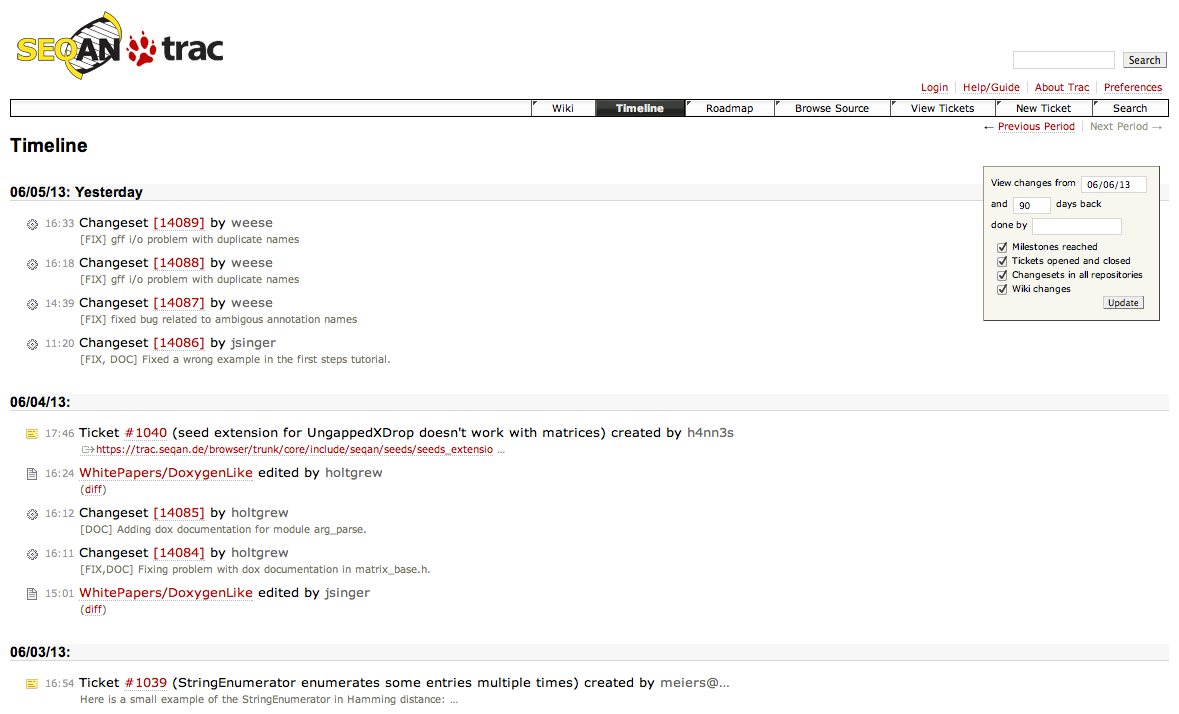 SEQAN trac
Search
Login Help/Guide About Trac Preferences
Wiki Timeline Roadmap Browse Source View Tickets New Ticket Search
← Previous Period Next Period →
Timeline
View changes from 06/06/13
and 90 days back
done by
Milestones reached
Tickets opened and closed
Changesets in all repositories
Wiki changes
Update
06/05/13: Yesterday
16:33 Changeset [14089] by weese
[FIX] gff i/o problem with duplicate names
16:18 Changeset [14088] by weese
[FIX] gff i/o problem with duplicate names
14:39 Changeset [14087] by weese
[FIX] fixed bug related to ambigous annotation names
11:20 Changeset [14086] by jsinger
[FIX, DOC] Fixed a wrong example in the first steps tutorial.
06/04/13:
17:46 Ticket #1040 (seed extension for UngappedXDrop doesn't work with matrices) created by h4nn3s
https://trac.seqan.de/browser/trunk/core/include/seqan/seeds/seeds_extensio ...
16:24 WhitePapers/DoxygenLike edited by holtgrew
(diff)
16:12 Changeset [14085] by holtgrew
[DOC] Adding dox documentation for module arg_parse.
16:11 Changeset [14084] by holtgrew
[FIX,DOC] Fixing problem with dox documentation in matrix_base.h.
15:01 WhitePapers/DoxygenLike edited by jsinger
(diff)
06/03/13:
16:54 Ticket #1039 (StringEnumerator enumerates some entries multiple times) created by meiers@...
Here is a small example of the StringEnumerator in Hamming distance: ...